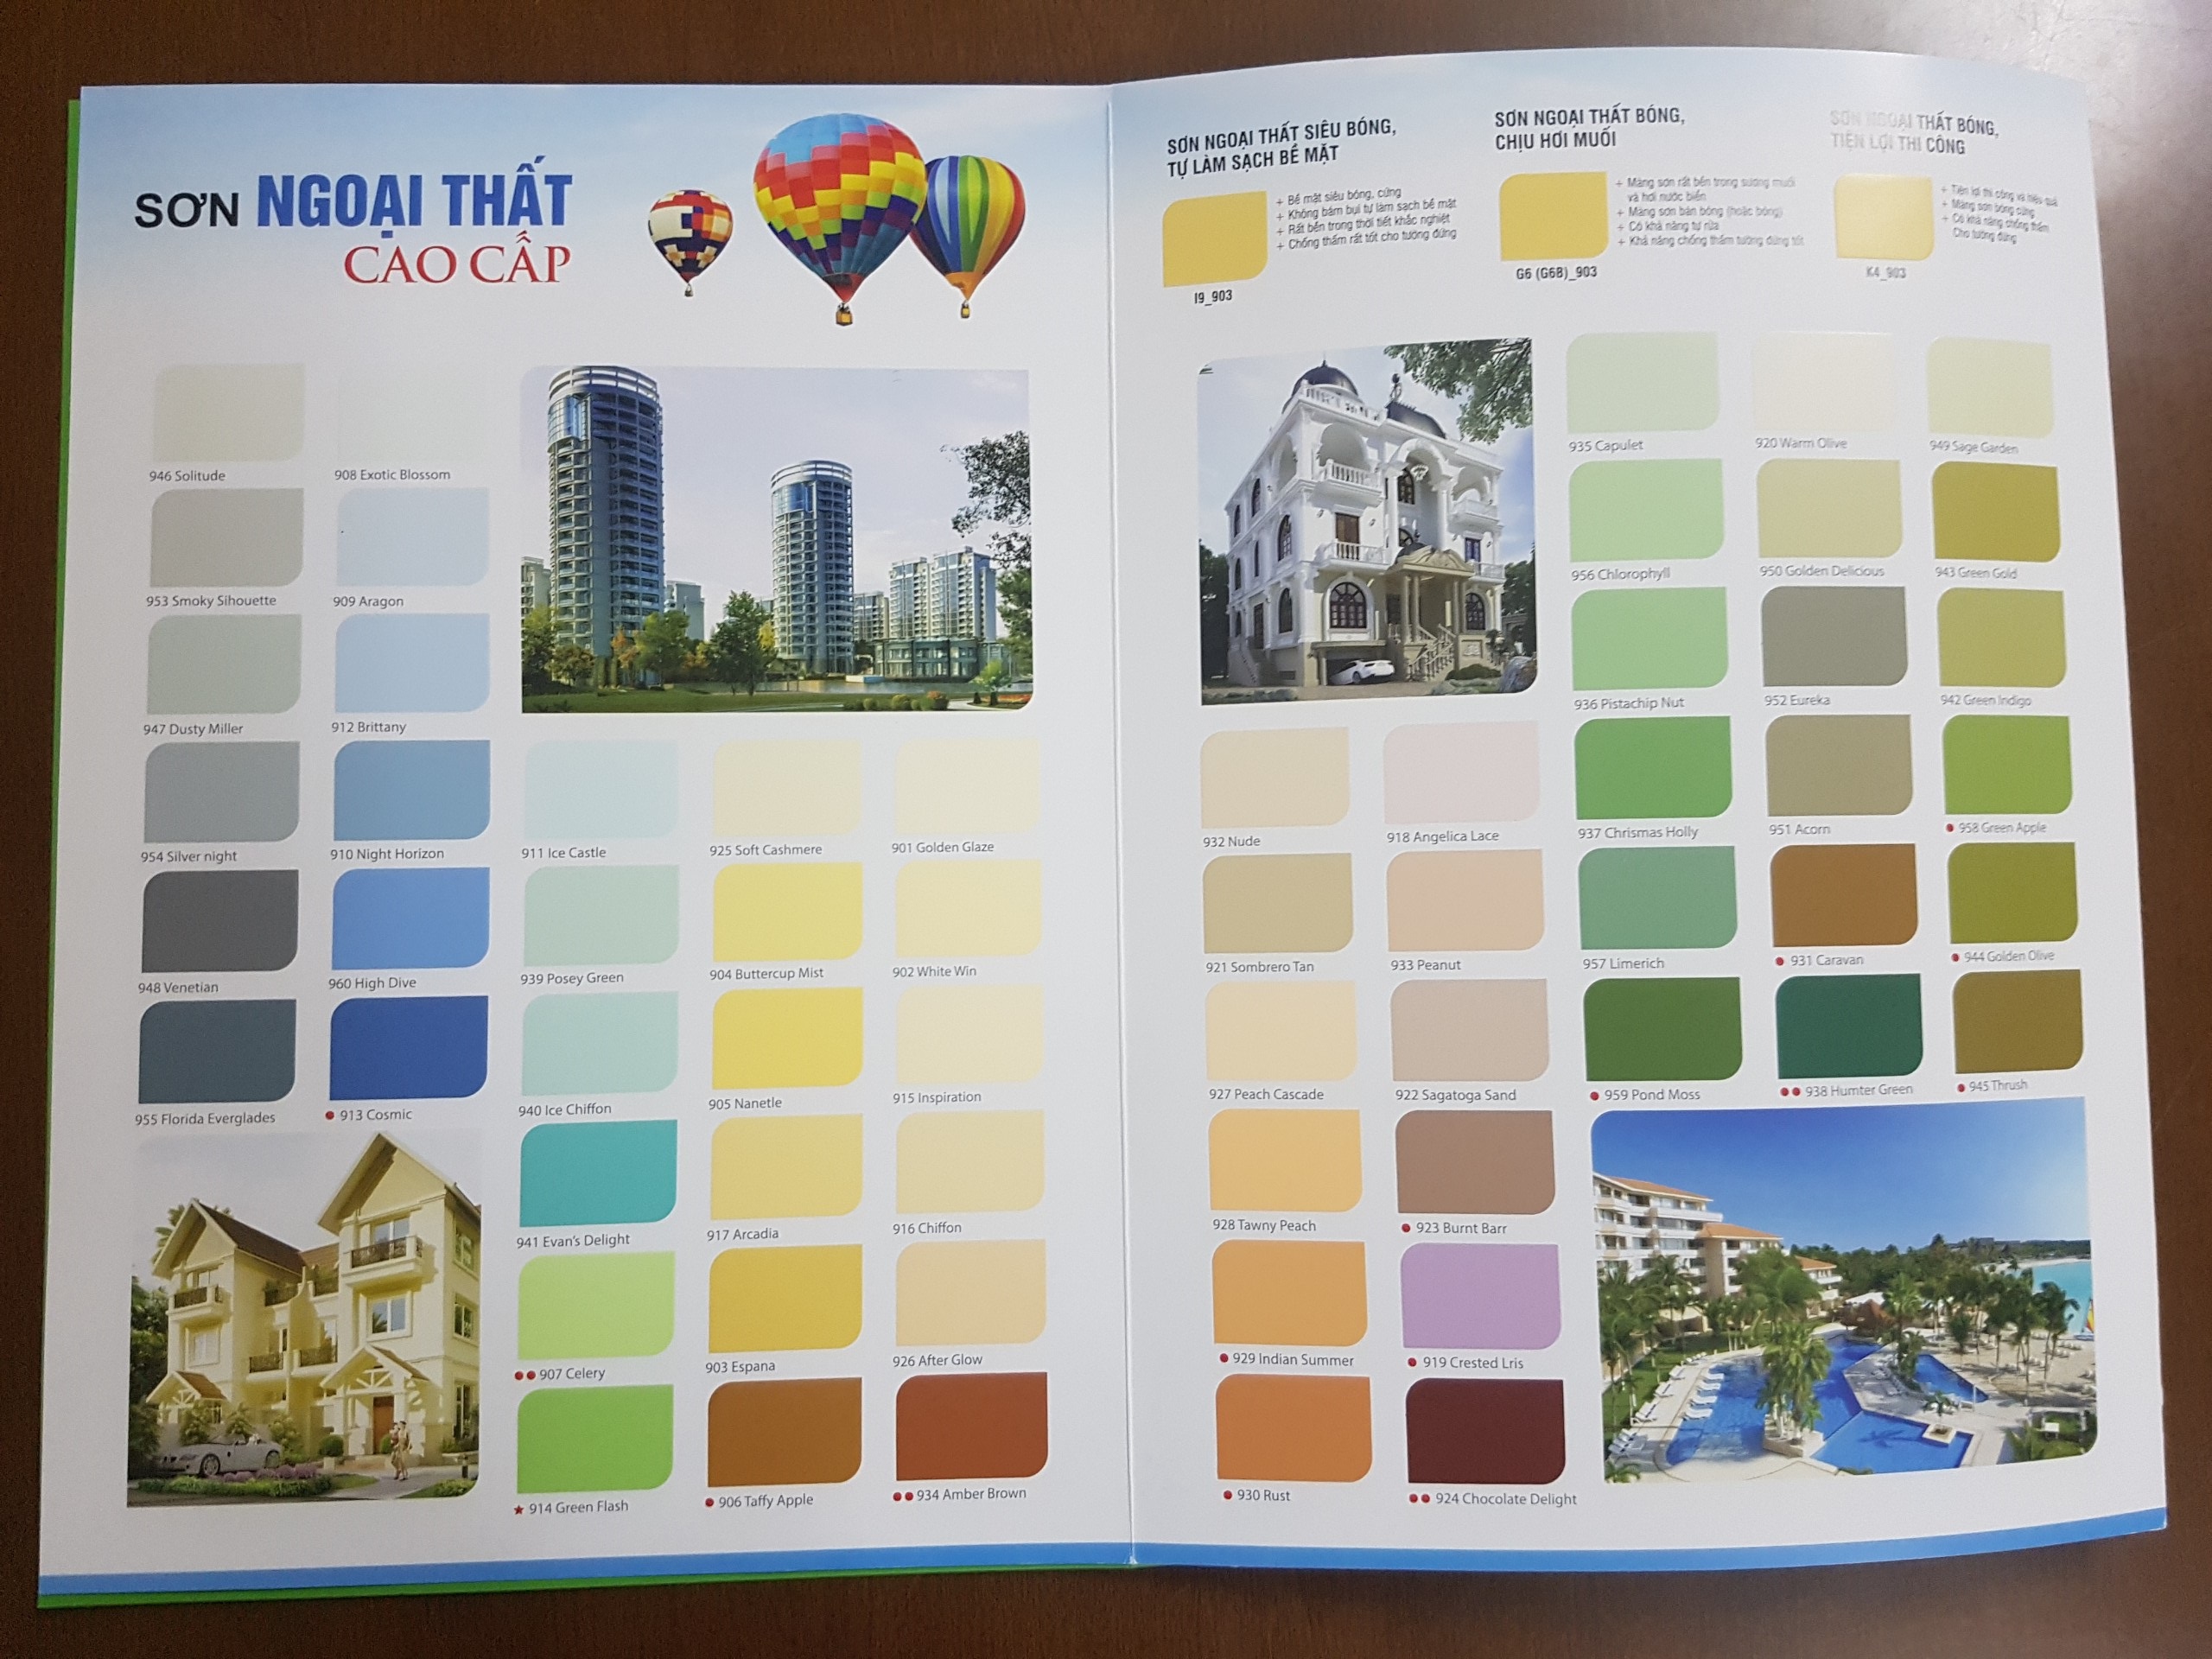 SƠN NGOẠI THẤT
CAO CẤP
946 Solitude
908 Exotic Blossom
953 Smoky Sihouette
909 Aragon
947 Dusty Miller
912 Brittany
954 Silver night
910 Night Horizon
911 Ice Castle
925 Soft Cashmere
901 Golden Glaze
948 Venetian
960 High Dive
939 Posey Green
904 Buttercup Mist
902 White Win
955 Florida Everglades
913 Cosmic
940 Ice Chiffon
905 Nanetle
915 Inspiration
941 Evan's Delight
917 Arcadia
916 Chiffon
907 Celery
903 Espana
926 After Glow
914 Green Flash
906 Taffy Apple
934 Amber Brown
SƠN NGOẠI THẤT SIÊU BÓNG,
TỰ LÀM SẠCH BỀ MẶT
+ Bề mặt siêu bóng, cứng
+ Không bám bụi tự làm sạch bề mặt
+ Rất bền trong thời tiết khắc nghiệt
+ Chống thấm rất tốt cho tường đứng
I9_903
SƠN NGOẠI THẤT BÓNG,
CHỊU HƠI MUỐI
+ Màng sơn rất bền trong sương muối
và hơi nước biển
+ Màng sơn bán bóng (hoặc bóng)
+ Có khả năng tự rửa
+ Khả năng chống thấm tường đứng tốt
G6 (G6B)_903
SƠN NGOẠI THẤT BÓNG,
TIỆN LỢI THI CÔNG
+ Tiện lợi thi công và hiệu quả
+ Màng sơn bóng cứng
+ Có khả năng chống thấm
Cho tường đứng
K4_903
935 Capulet
920 Warm Olive
949 Sage Garden
956 Chlorophyll
950 Golden Delicious
943 Green Gold
936 Pistachip Nut
952 Eureka
942 Green Indigo
932 Nude
918 Angelica Lace
937 Chrismas Holly
951 Acorn
958 Green Apple
921 Sombrero Tan
933 Peanut
957 Limerich
931 Caravan
944 Golden Olive
927 Peach Cascade
922 Sagatoga Sand
959 Pond Moss
938 Humter Green
945 Thrush
928 Tawny Peach
923 Burnt Barr
929 Indian Summer
919 Crested Lris
930 Rust
924 Chocolate Delight